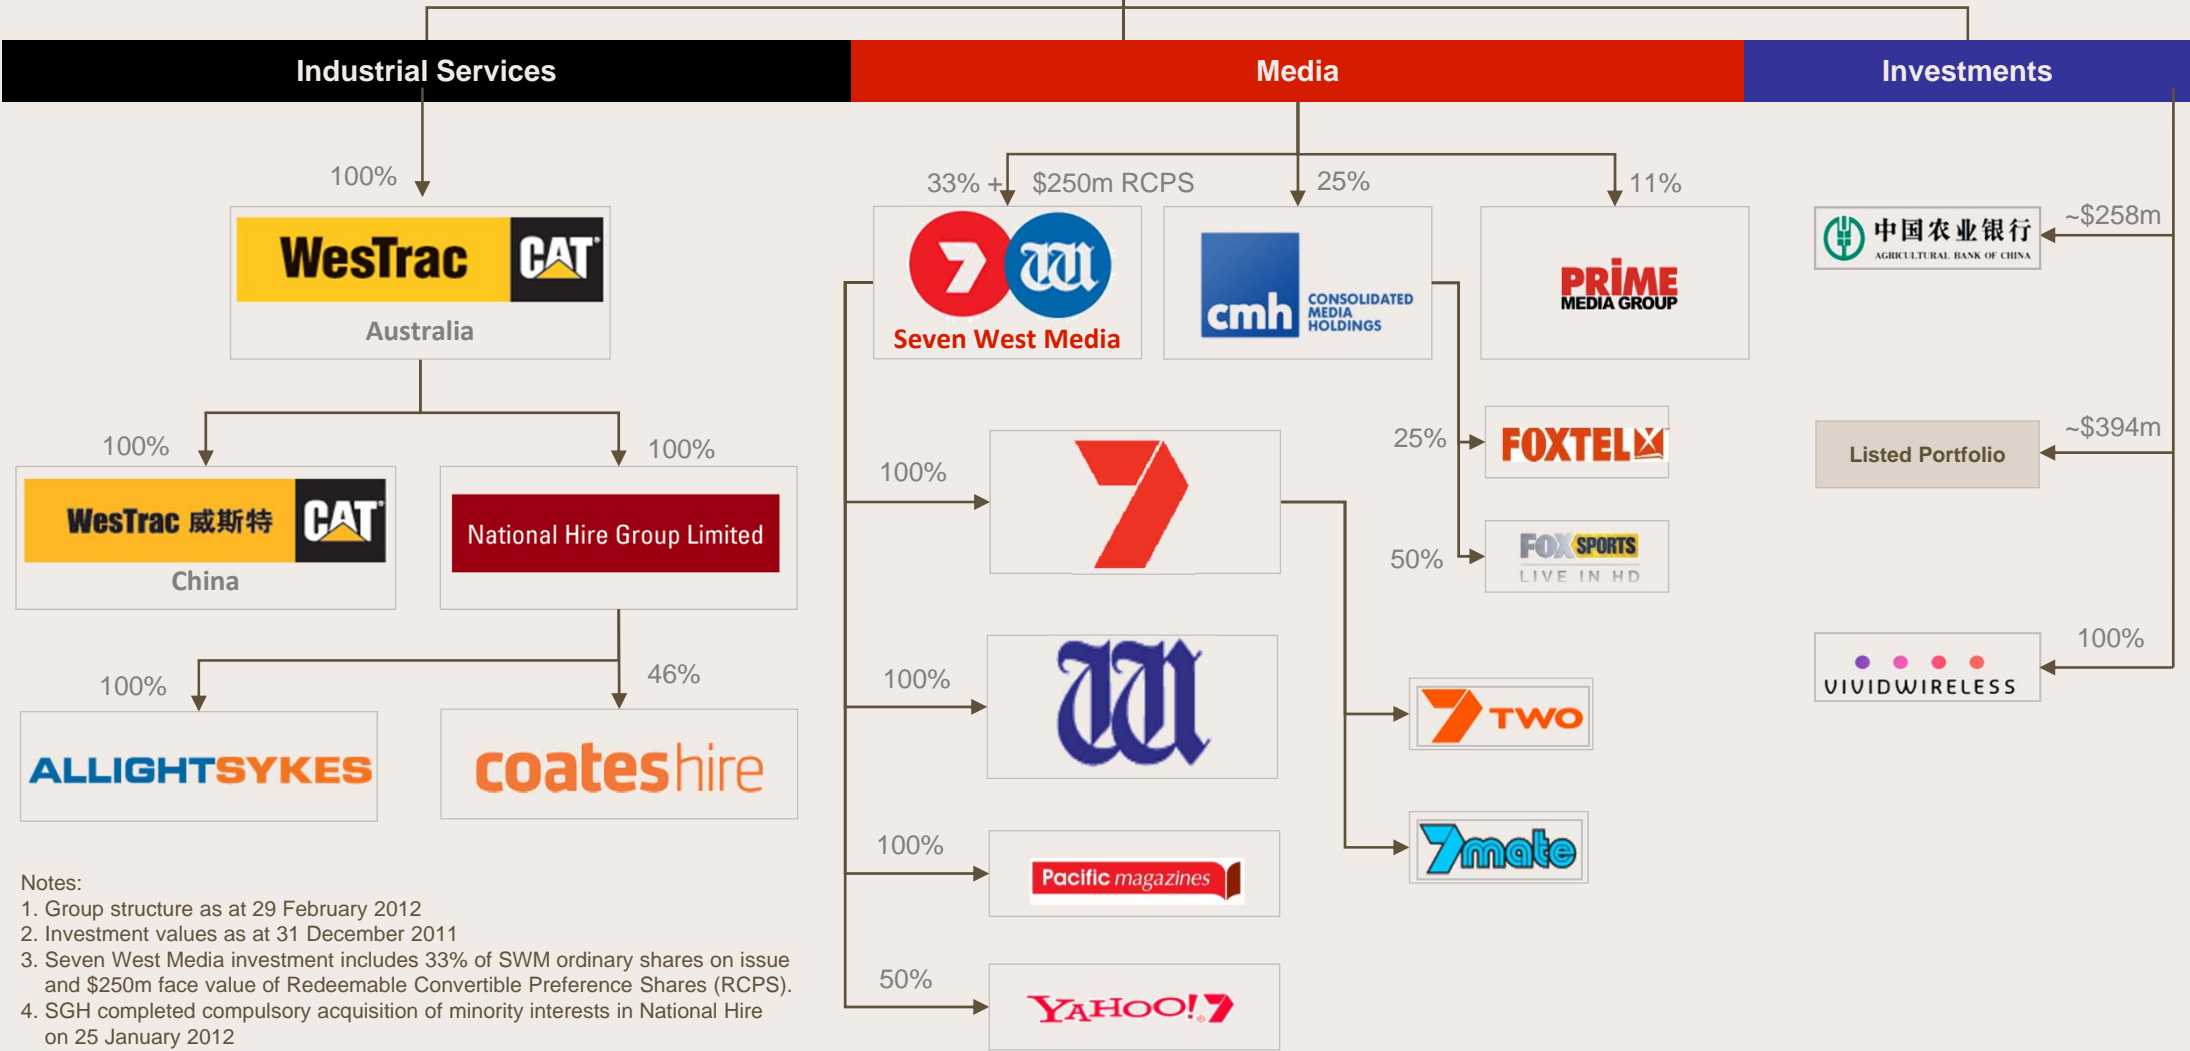 Industrial Services
Media
Investments
100%
WesTrac CAT
Australia
100%
100%
WesTrac 威斯特 CAT
China
National Hire Group Limited
100%
46%
ALLIGHTSYKES
coateshire
33% + $250m RCPS
25%
11%
7
Seven West Media
cmh CONSOLIDATED
MEDIA
HOLDINGS
PRIME
MEDIA GROUP
100%
7
25%
FOXTEL
50%
FOX SPORTS
LIVE IN HD
100%
W
7 TWO
7mate
100%
Pacific magazines
50%
YAHOO!7
~$258m
中国农业银行
AGRICULTURAL BANK OF CHINA
~$394m
Listed Portfolio
100%
VIVIDWIRELESS
Notes:
1. Group structure as at 29 February 2012
2. Investment values as at 31 December 2011
3. Seven West Media investment includes 33% of SWM ordinary shares on issue
and $250m face value of Redeemable Convertible Preference Shares (RCPS).
4. SGH completed compulsory acquisition of minority interests in National Hire
on 25 January 2012